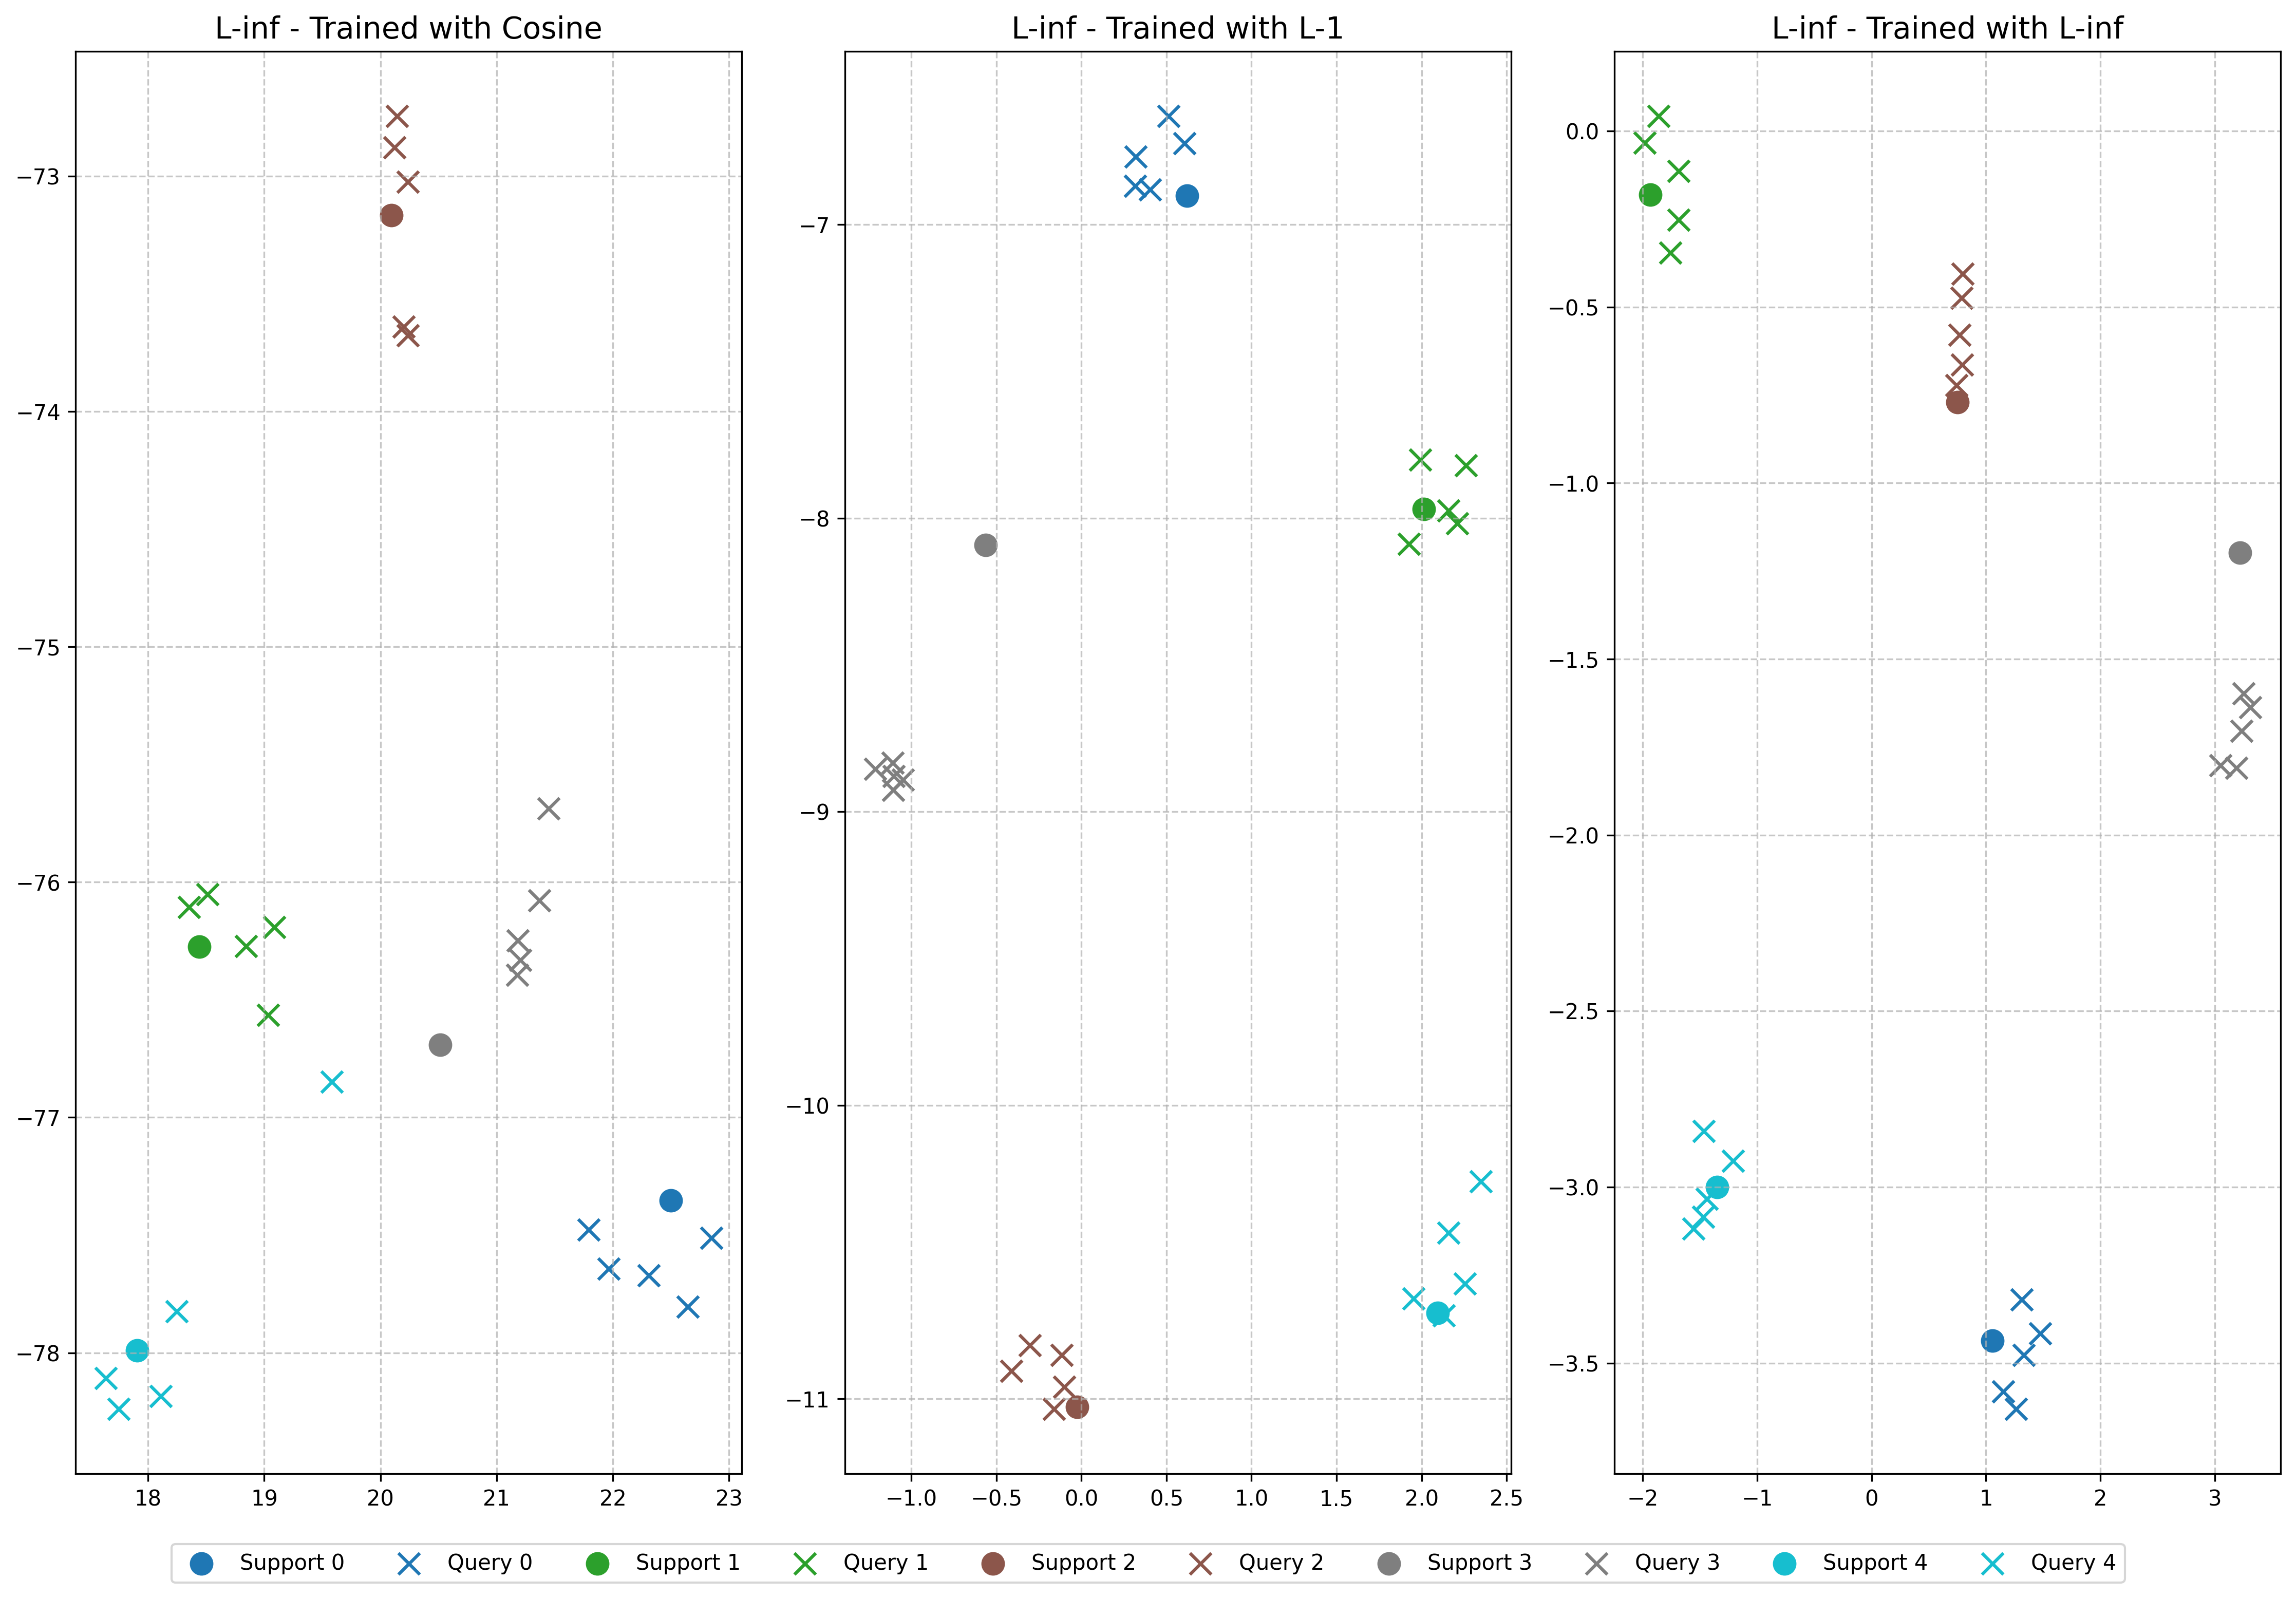 L-inf - Trained with Cosine
L-inf - Trained with L-1
L-inf - Trained with L-inf
−73
−74
−75
−76
−77
−78
18 19 20 21 22 23
−7
−8
−9
−10
−11
−1.0 −0.5 0.0 0.5 1.0 1.5 2.0 2.5
0.0
−0.5
−1.0
−1.5
−2.0
−2.5
−3.0
−3.5
−2 −1 0 1 2 3
Support 0 Query 0 Support 1 Query 1 Support 2 Query 2 Support 3 Query 3 Support 4 Query 4